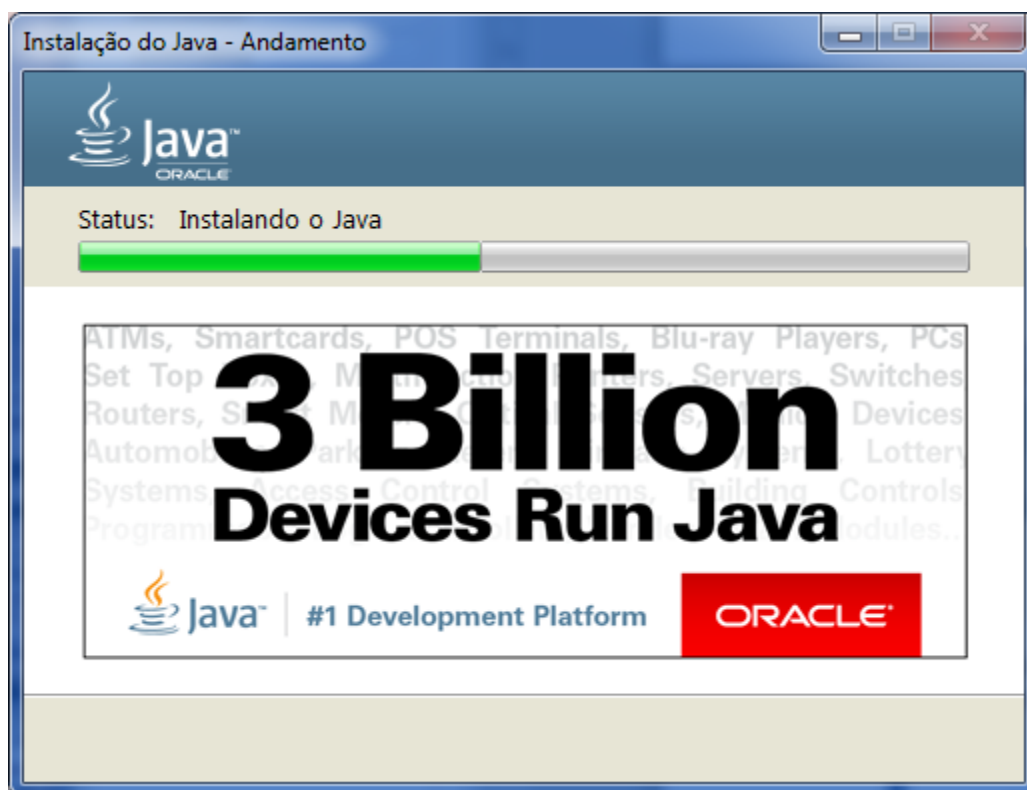 Instalação do Java - Andamento
Java™
ORACLE
Status: Instalando o Java
ATMs, Smartcards, POS Terminals, Blu-ray Players, PCs
Set Top Servers, Switches
Routers, Devices
Lottery
Systems Access Control Systems, Building Controls
3 Billion
Devices Run Java
Java™ #1 Development Platform ORACLE®